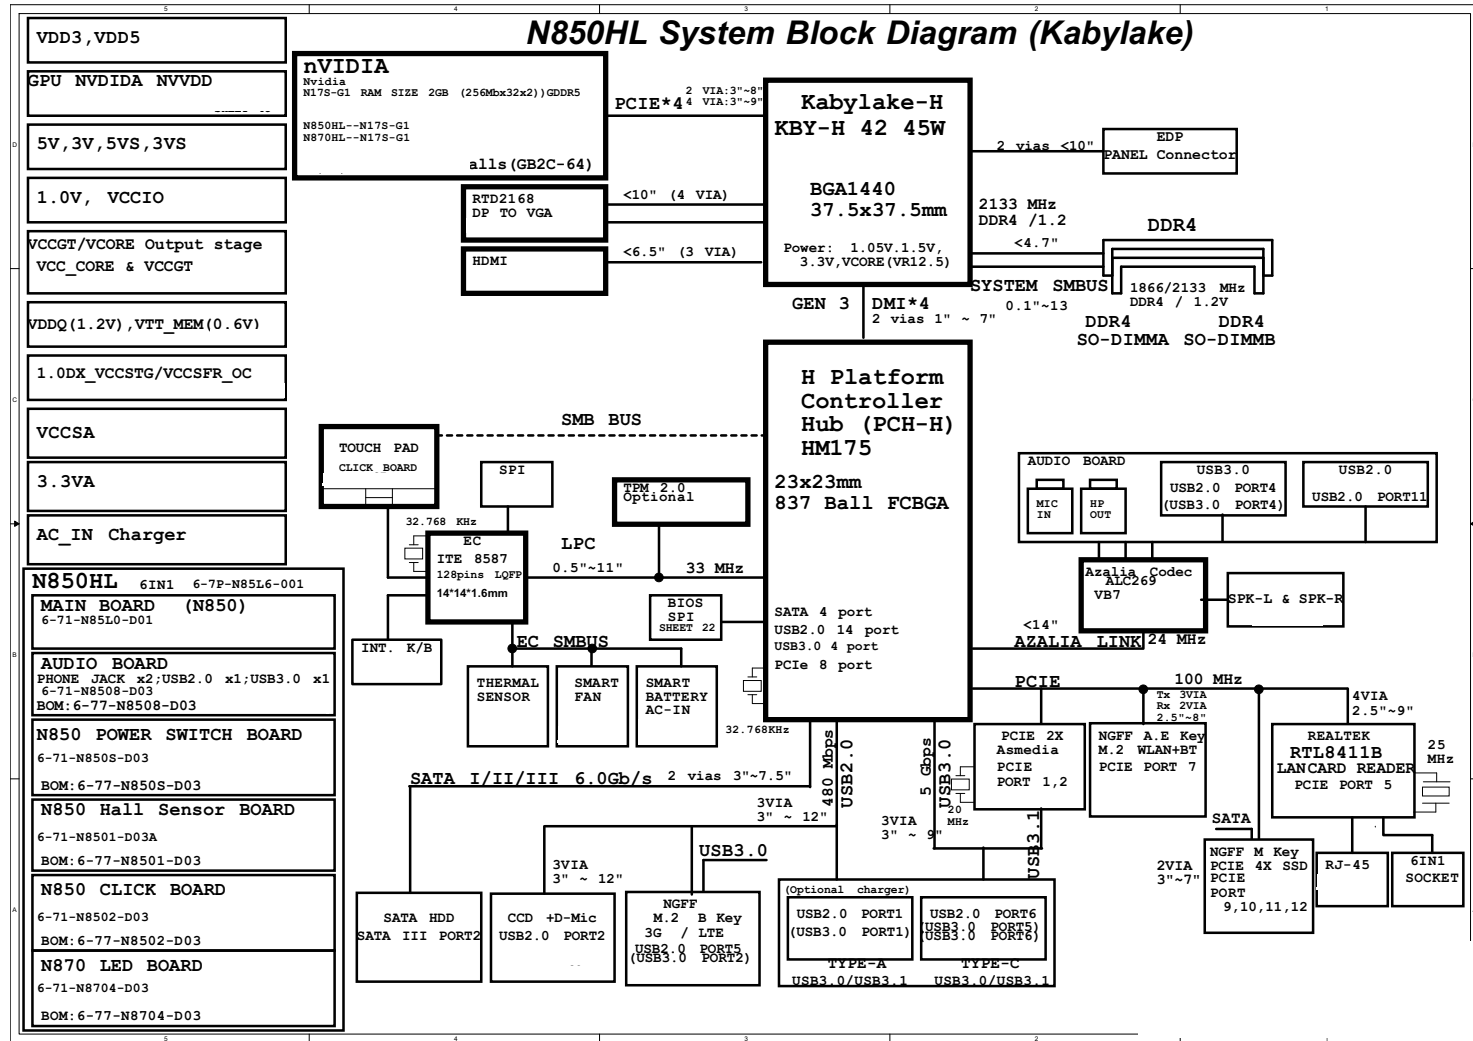 N850HL System Block Diagram (Kabylake)
VDD3,VDD5
GPU NVDIDA NVVDD
5V,3V,5VS,3VS
1.0V, VCCIO
VCCGT/VCORE Output stage
VCC_CORE & VCCGT
VDDQ(1.2V),VTT_MEM(0.6V)
1.0DX_VCCSTG/VCCSFR_OC
VCCSA
3.3VA
AC_IN Charger
N850HL 6IN1 6-7P-N85L6-001
MAIN BOARD (N850)
6-71-N85L0-D01
AUDIO BOARD
PHONE JACK x2;USB2.0 x1;USB3.0 x1
6-71-N8508-D03
BOM:6-77-N8508-D03
N850 POWER SWITCH BOARD
6-71-N850S-D03
BOM:6-77-N850S-D03
N850 Hall Sensor BOARD
6-71-N8501-D03A
BOM:6-77-N8501-D03
N850 CLICK BOARD
6-71-N8502-D03
BOM:6-77-N8502-D03
N870 LED BOARD
6-71-N8704-D03
BOM:6-77-N8704-D03
nVIDIA
Nvidia
N17S-G1 RAM SIZE 2GB (256Mbx32x2))GDDR5
N850HL--N17S-G1
N870HL--N17S-G1
alls(GB2C-64)
PCIE*4
2 VIA:3"~8"
4 VIA:3"~9"
RTD2168
DP TO VGA
<10" (4 VIA)
HDMI
<6.5" (3 VIA)
Kabylake-H
KBY-H 42 45W
BGA1440
37.5x37.5mm
Power: 1.05V.1.5V,
3.3V,VCORE(VR12.5)
2 vias <10"
EDP
PANEL Connector
2133 MHz
DDR4 /1.2
<4.7"
DDR4
SYSTEM SMBUS
0.1"~13
1866/2133 MHz
DDR4 / 1.2V
DDR4
SO-DIMMA
DDR4
SO-DIMMB
GEN 3
DMI*4
2 vias 1" ~ 7"
H Platform
Controller
Hub (PCH-H)
HM175
23x23mm
837 Ball FCBGA
SATA 4 port
USB2.0 14 port
USB3.0 4 port
PCIe 8 port
SMB BUS
TOUCH PAD
CLICK BOARD
SPI
TPM 2.0
Optional
32.768 KHz
EC
ITE 8587
128pins LQFP
14*14*1.6mm
LPC
0.5"~11"
33 MHz
BIOS
SPI
SHEET 22
INT. K/B
EC SMBUS
THERMAL
SENSOR
SMART
FAN
SMART
BATTERY
AC-IN
32.768KHz
AUDIO BOARD
MIC
IN
HP
OUT
USB3.0
USB2.0 PORT4
(USB3.0 PORT4)
USB2.0
USB2.0 PORT11
Azalia Codec
ALC269
VB7
SPK-L & SPK-R
<14"
AZALIA LINK
24 MHz
PCIE
100 MHz
PCIE 2X
Asmedia
PCIE
PORT 1,2
20
MHz
Tx 3VIA
Rx 2VIA
2.5"~8"
NGFF A.E Key
M.2 WLAN+BT
PCIE PORT 7
4VIA
2.5"~9"
REALTEK
RTL8411B
LANCARD READER
PCIE PORT 5
25
MHz
SATA
2VIA
3"~7"
NGFF M Key
PCIE 4X SSD
PCIE
PORT
9,10,11,12
RJ-45
6IN1
SOCKET
SATA I/II/III 6.0Gb/s
2 vias 3"~7.5"
480 Mbps
USB2.0
5 Gbps
USB3.0
USB3.1
3VIA
3" ~ 12"
3VIA
3" ~ 9"
3VIA
3" ~ 12"
USB3.0
SATA HDD
SATA III PORT2
CCD +D-Mic
USB2.0 PORT2
NGFF
M.2 B Key
3G / LTE
USB2.0 PORT5
(USB3.0 PORT2)
(Optional charger)
USB2.0 PORT1
(USB3.0 PORT1)
TYPE-A
USB3.0/USB3.1
USB2.0 PORT6
(USB3.0 PORT5)
(USB3.0 PORT6)
TYPE-C
USB3.0/USB3.1